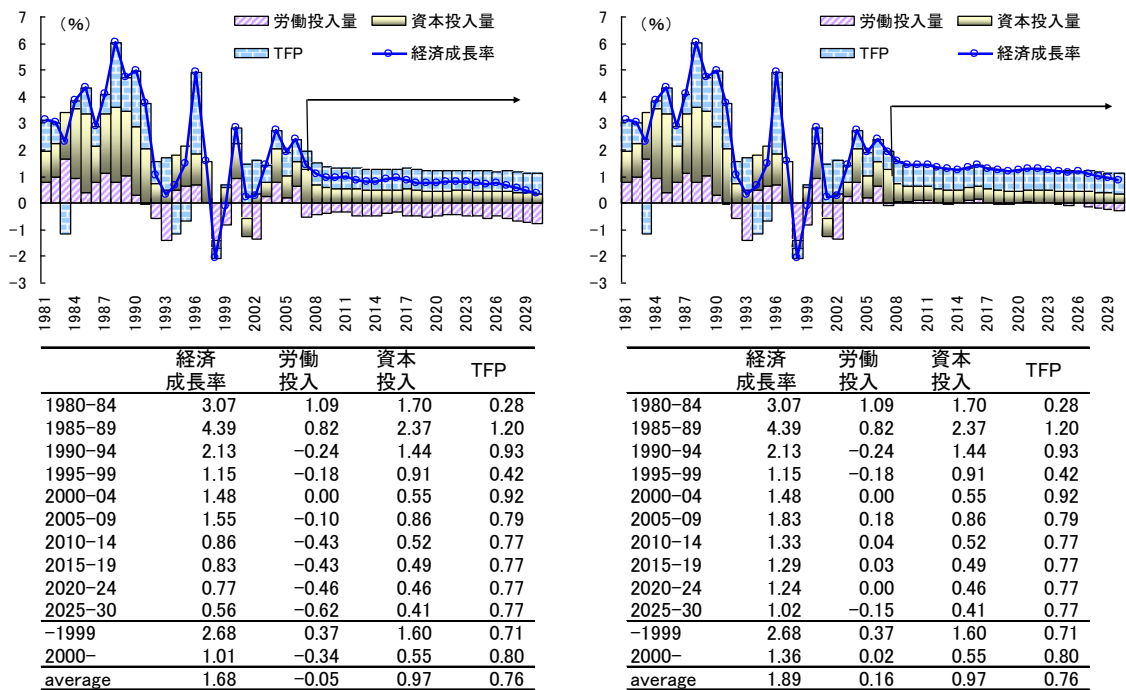 （%） 労働投入量 資本投入量
TFP 経済成長率
7
6
5
4
3
2
1
0
−1
−2
−3
1981 1984 1987 1990 1993 1996 1999 2002 2005 2008 2011 2014 2017 2020 2023 2026 2029
経済成長率 労働投入 資本投入 TFP
1980−84 3.07 1.09 1.70 0.28
1985−89 4.39 0.82 2.37 1.20
1990−94 2.13 −0.24 1.44 0.93
1995−99 1.15 −0.18 0.91 0.42
2000−04 1.48 0.00 0.55 0.92
2005−09 1.55 −0.10 0.86 0.79
2010−14 0.86 −0.43 0.52 0.77
2015−19 0.83 −0.43 0.49 0.77
2020−24 0.77 −0.46 0.46 0.77
2025−30 0.56 −0.62 0.41 0.77
−1999 2.68 0.37 1.60 0.71
2000− 1.01 −0.34 0.55 0.80
average 1.68 −0.05 0.97 0.76
（%） 労働投入量 資本投入量
TFP 経済成長率
7
6
5
4
3
2
1
0
−1
−2
−3
1981 1984 1987 1990 1993 1996 1999 2002 2005 2008 2011 2014 2017 2020 2023 2026 2029
経済成長率 労働投入 資本投入 TFP
1980−84 3.07 1.09 1.70 0.28
1985−89 4.39 0.82 2.37 1.20
1990−94 2.13 −0.24 1.44 0.93
1995−99 1.15 −0.18 0.91 0.42
2000−04 1.48 0.00 0.55 0.92
2005−09 1.83 0.18 0.86 0.79
2010−14 1.33 0.04 0.52 0.77
2015−19 1.29 0.03 0.49 0.77
2020−24 1.24 0.00 0.46 0.77
2025−30 1.02 −0.15 0.41 0.77
−1999 2.68 0.37 1.60 0.71
2000− 1.36 0.02 0.55 0.80
average 1.89 0.16 0.97 0.76